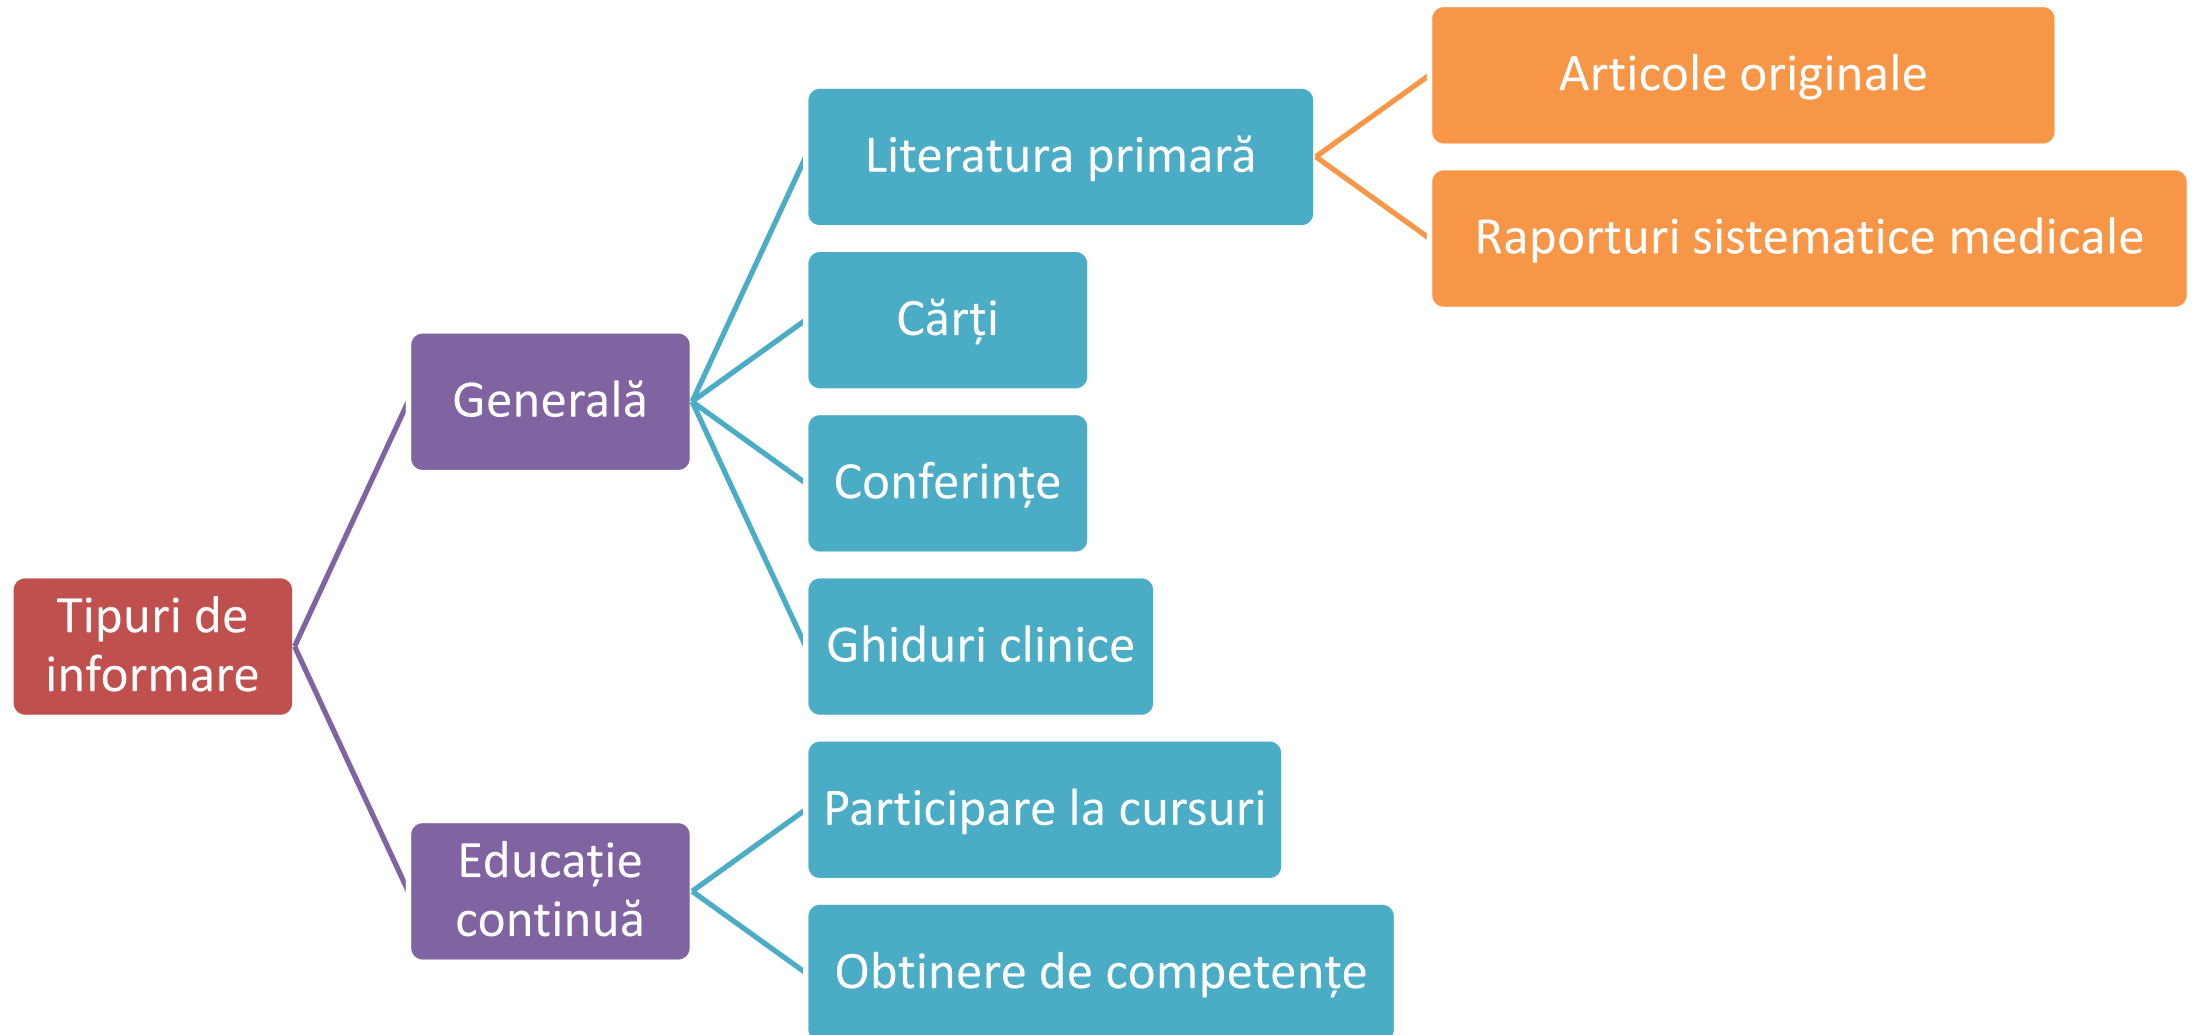 Tipuri de
informare
Generală
Literatura primară
Articole originale
Raporturi sistematice medicale
Cărți
Conferințe
Ghiduri clinice
Educație
continuă
Participare la cursuri
Obtinere de competențe